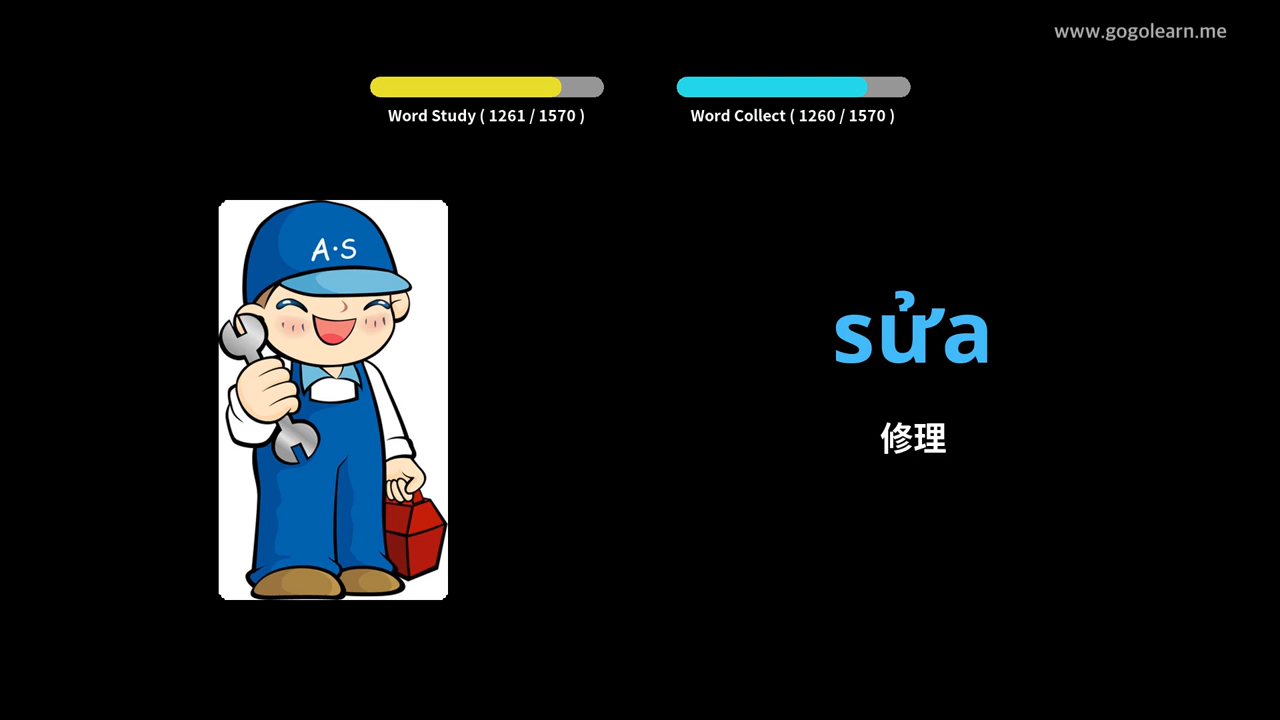 www.gogolearn.me
Word Study ( 1261 / 1570 )
Word Collect ( 1260 / 1570 )
A·S
sửa
修理